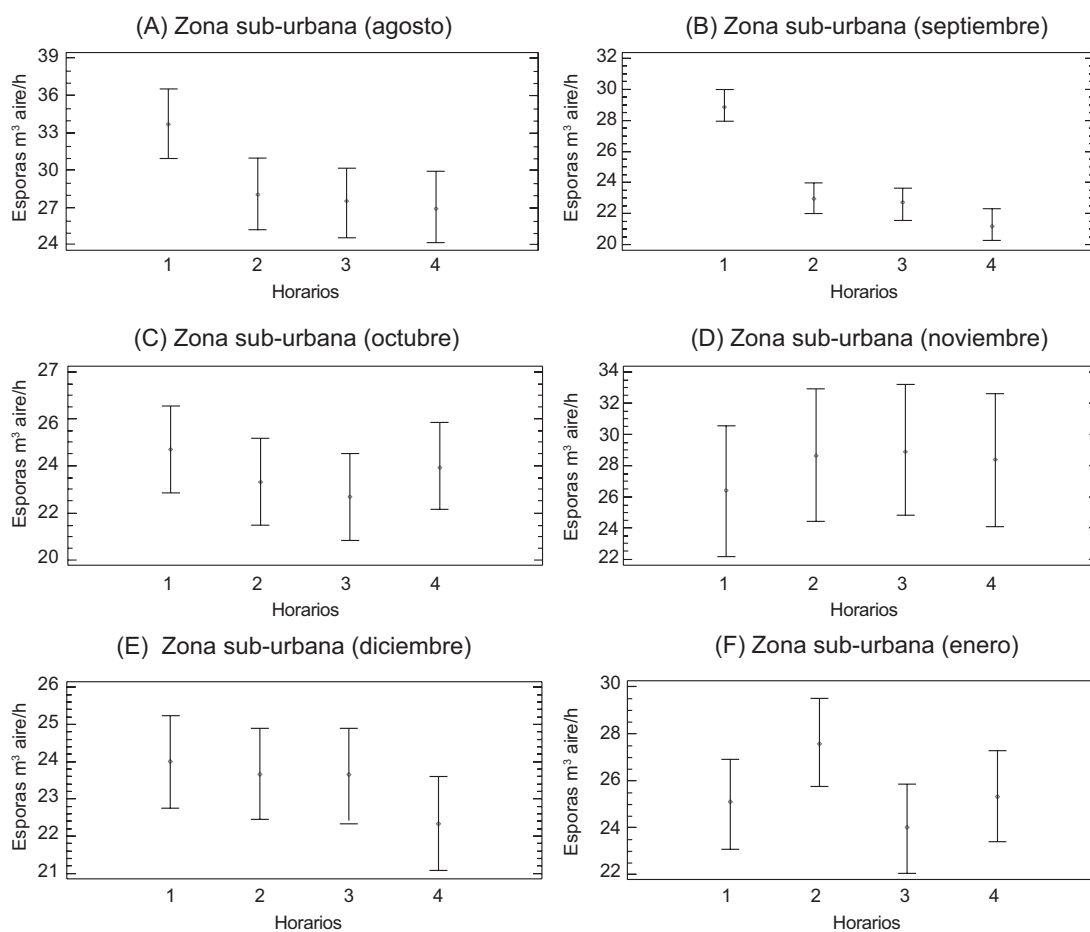 (A) Zona sub-urbana (agosto)
Esporas m³ aire/h
39
36
33
30
27
24
1 2 3 4
Horarios
(B) Zona sub-urbana (septiembre)
Esporas m³ aire/h
32
30
28
26
24
22
20
1 2 3 4
Horarios
(C) Zona sub-urbana (octubre)
Esporas m³ aire/h
27
26
24
22
20
1 2 3 4
Horarios
(D) Zona sub-urbana (noviembre)
Esporas m³ aire/h
34
32
30
28
26
24
22
1 2 3 4
Horarios
(E) Zona sub-urbana (diciembre)
Esporas m³ aire/h
26
25
24
23
22
21
1 2 3 4
Horarios
(F) Zona sub-urbana (enero)
Esporas m³ aire/h
30
28
26
24
22
1 2 3 4
Horarios